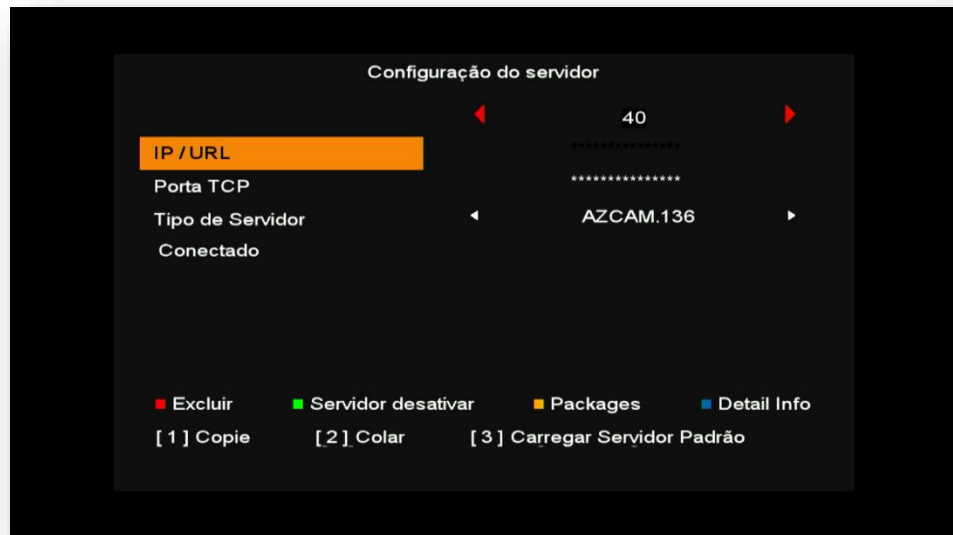 Configuração do servidor
40
IP / URL ***************
Porta TCP ***************
Tipo de Servidor AZCAM.136
Conectado
Excluir Servidor desativar Packages Detail Info
[ 1 ] Copie [ 2 ] Colar [ 3 ] Carregar Servidor Padrão